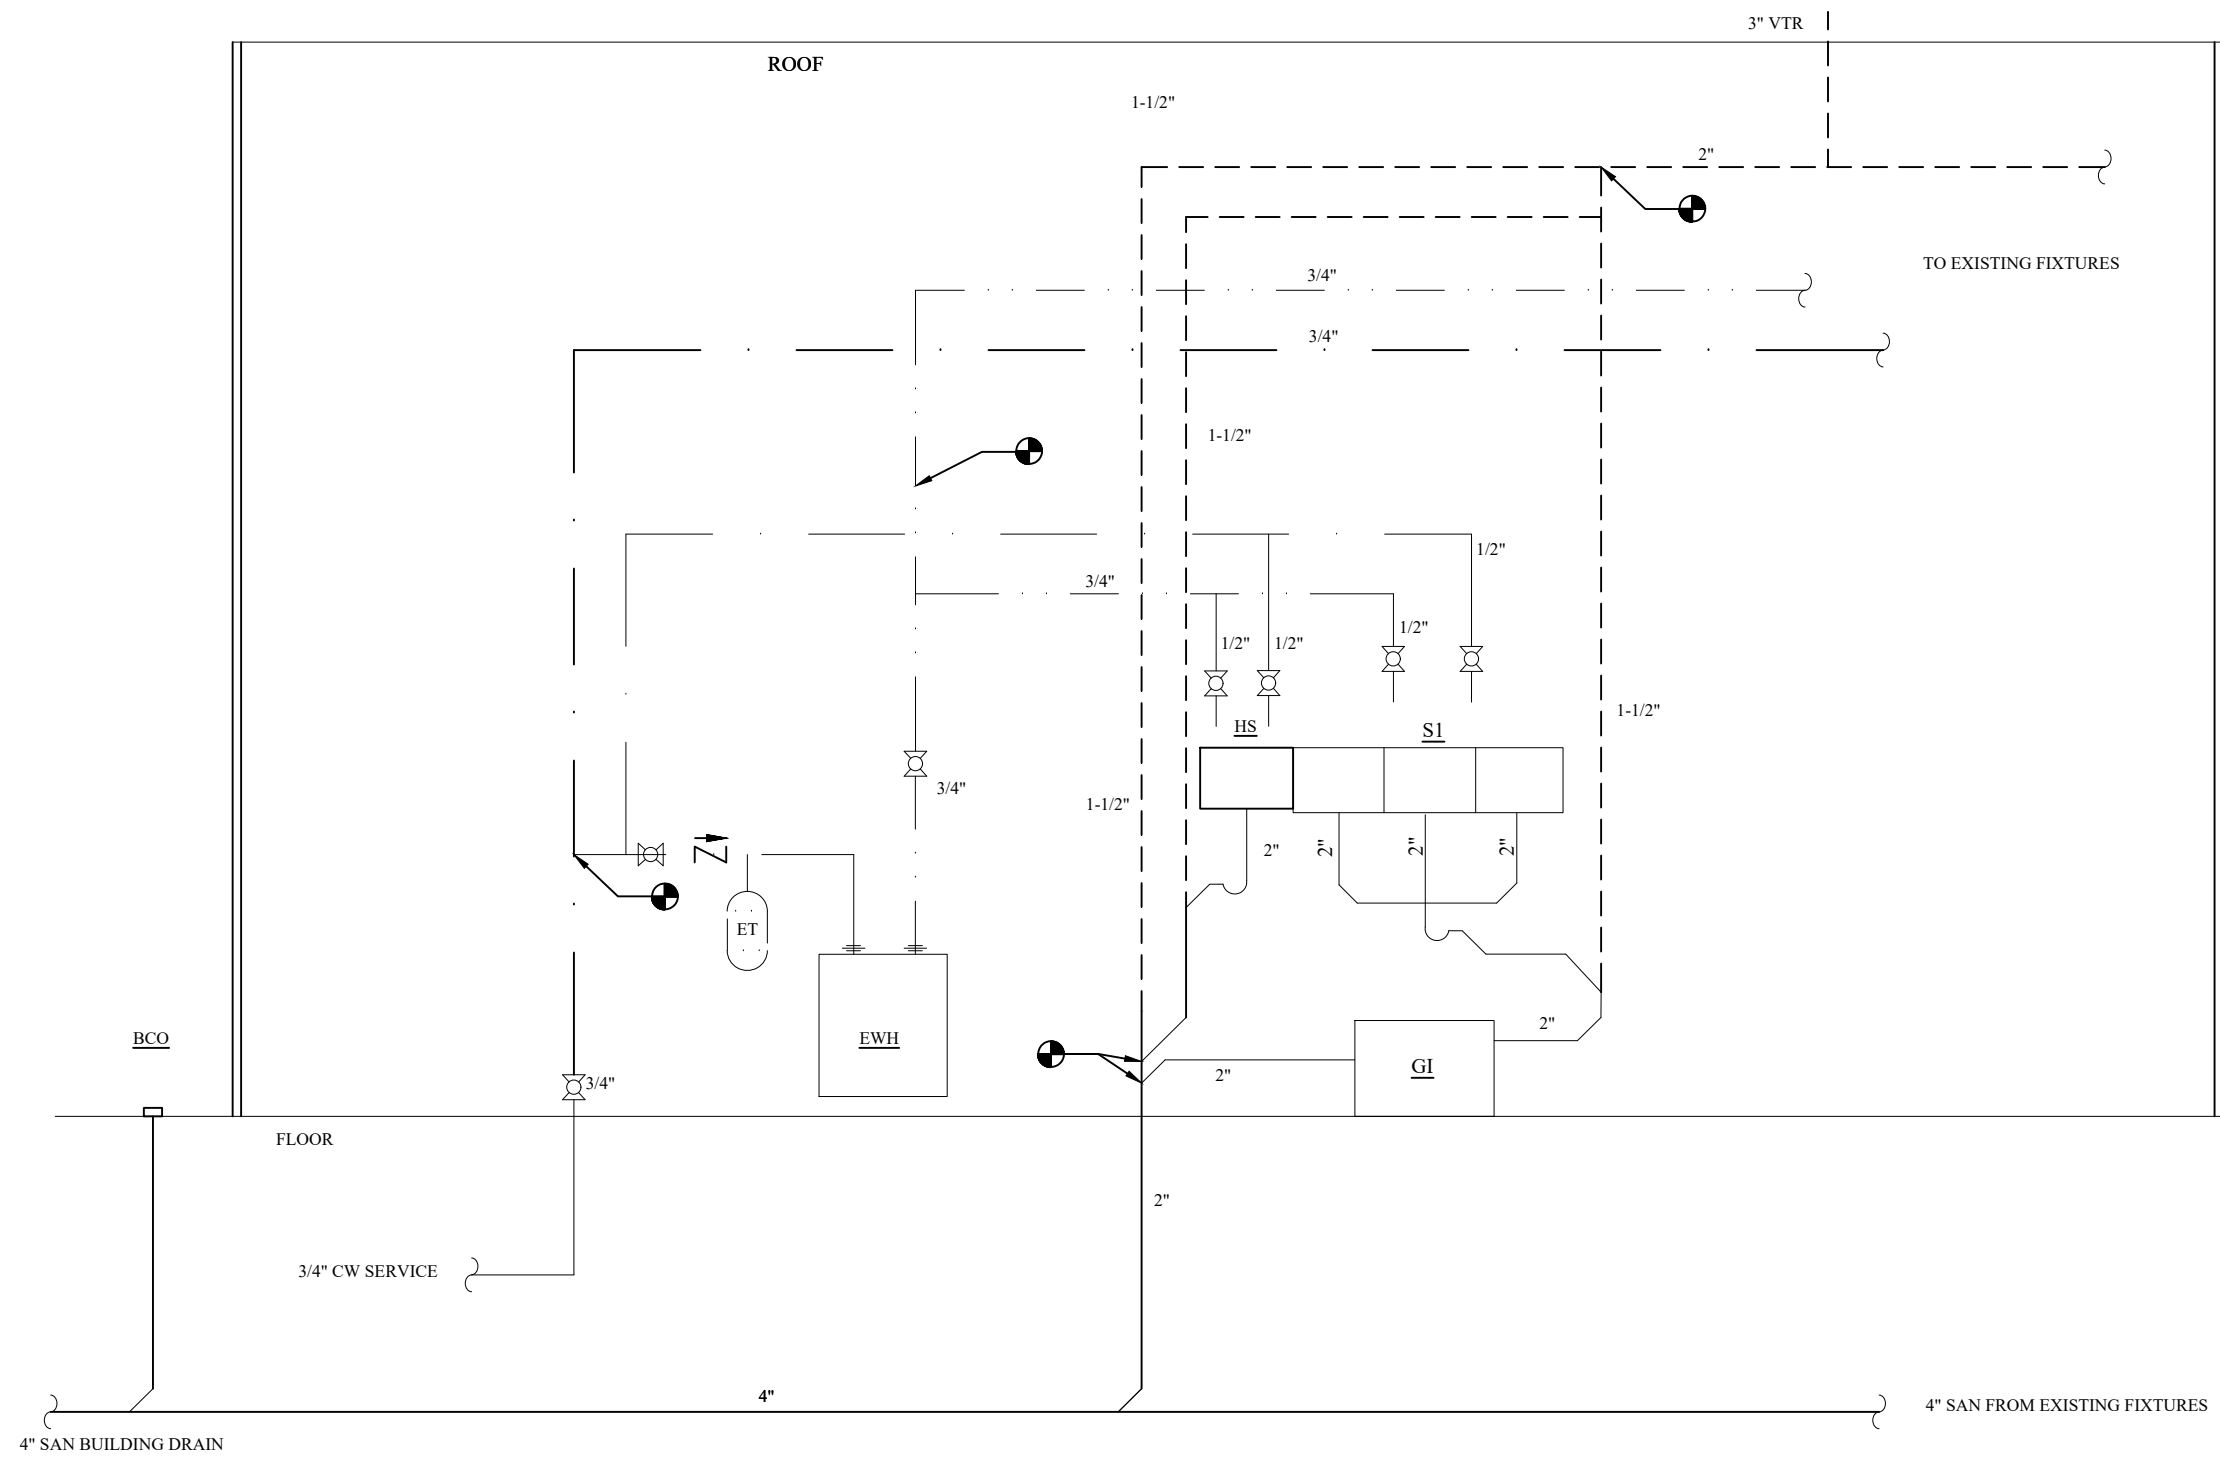 3" VTR
ROOF
1-1/2"
2"
TO EXISTING FIXTURES
3/4"
3/4"
1-1/2"
1/2"
3/4"
1/2"
1/2"
1/2"
1-1/2"
HS
S1
3/4"
1-1/2"
2"
2"
2"
2"
ET
2"
BCO
EWH
GI
2"
3/4"
FLOOR
2"
3/4" CW SERVICE
4"
4" SAN FROM EXISTING FIXTURES
4" SAN BUILDING DRAIN